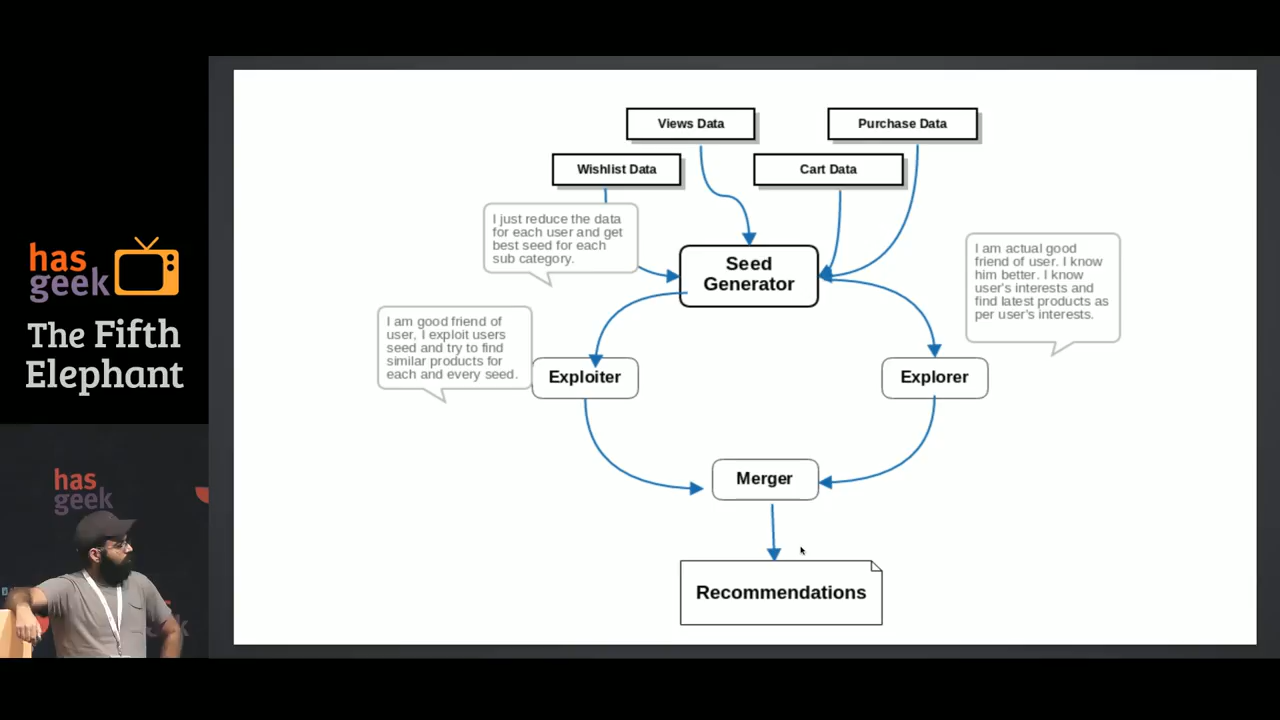 has
geek
The Fifth
Elephant
has
geek
Views Data
Purchase Data
Wishlist Data
Cart Data
I just reduce the data
for each user and get
best seed for each
sub category.
Seed
Generator
I am actual good
friend of user. I know
him better. I know
user's interests and
find latest products as
per user's interests.
I am good friend of
user, I exploit users
seed and try to find
similar products for
each and every seed.
Exploiter
Explorer
Merger
Recommendations